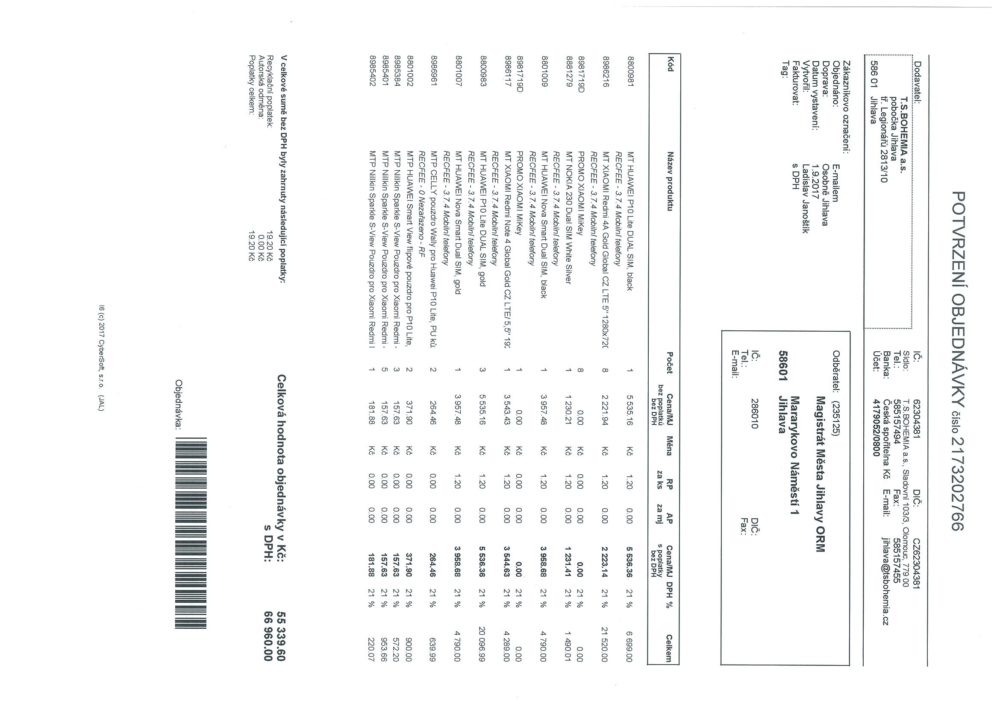 POTVRZENÍ OBJEDNÁVKY číslo 2173202766
Dodavatel:
T.S.BOHEMIA a.s.
pobočka Jihlava
tř. Legionářů 2813/10
586 01 Jihlava
IČ: 62304381 DIČ: CZ62304381
Sídlo: T.S.BOHEMIA a.s., Sladovní 103/3, Olomouc, 779 00
Tel.: 585157494 Fax: 585157455
Banka: Česká spořitelna Kč E-mail: jihlava@tsbohemia.cz
Účet: 4179052/0800
Zákazníkovo označení:
Objednáno: E-mailem
Doprava: Osobně Jihlava
Datum vystavení: 1.9.2017
Vytvořil: Ladislav Janoštík
Fakturovat: s DPH
Tag:
Odběratel: (235125)
Magistrát Města Jihlavy ORM
Mararykovo Náměstí 1
58601 Jihlava
IČ: 286010 DIČ:
Tel.: Fax:
E-mail:
Kód Název produktu Počet Cena/MJ Měna RP AP Cena/MJ DPH % Celkem
bez poplatků za ks za mj s poplatky
bez DPH bez DPH
8800981 MT HUAWEI P10 Lite DUAL SIM, black 1 5 535.16 Kč 1.20 0.00 5 536.36 21 % 6 699.00
RECFEE - 3.7.4 Mobilní telefony
8986216 MT XIAOMI Redmi 4A Gold Global CZ LTE 5" 1280x720 8 2 221.94 Kč 1.20 0.00 2 223.14 21 % 21 520.00
RECFEE - 3.7.4 Mobilní telefony
8981719D PROMO XIAOMI MiKey 8 0.00 Kč 0.00 0.00 0.00 21 % 0.00
8881279 MT NOKIA 230 Dual SIM White Silver 1 1 230.21 Kč 1.20 0.00 1 231.41 21 % 1 490.01
RECFEE - 3.7.4 Mobilní telefony
8801009 MT HUAWEI Nova Smart Dual SIM, black 1 3 957.48 Kč 1.20 0.00 3 958.68 21 % 4 790.00
RECFEE - 3.7.4 Mobilní telefony
8981719D PROMO XIAOMI MiKey 1 0.00 Kč 0.00 0.00 0.00 21 % 0.00
8986117 MT XIAOMI Redmi Note 4 Global Gold CZ LTE/ 5,5" 192 1 3 543.43 Kč 1.20 0.00 3 544.63 21 % 4 289.00
RECFEE - 3.7.4 Mobilní telefony
8800983 MT HUAWEI P10 Lite DUAL SIM, gold 3 5 535.16 Kč 1.20 0.00 5 536.36 21 % 20 096.99
RECFEE - 3.7.4 Mobilní telefony
8801007 MT HUAWEI Nova Smart Dual SIM, gold 1 3 957.48 Kč 1.20 0.00 3 958.68 21 % 4 790.00
RECFEE - 3.7.4 Mobilní telefony
8986961 MTP CELLY pouzdro Wally pro Huawei P10 Lite, PU ků 2 264.46 Kč 0.00 0.00 264.46 21 % 639.99
RECFEE - 0 Nezařazeno - RF
8801002 MTP HUAWEI Smart View flipové pouzdro pro P10 Lite, 2 371.90 Kč 0.00 0.00 371.90 21 % 900.00
8985384 MTP Nillkin Sparkle S-View Pouzdro pro Xiaomi Redmi 3 157.63 Kč 0.00 0.00 157.63 21 % 572.20
8985401 MTP Nillkin Sparkle S-View Pouzdro pro Xiaomi Redmi 5 157.63 Kč 0.00 0.00 157.63 21 % 953.66
8985402 MTP Nillkin Sparkle S-View Pouzdro pro Xiaomi Redmi 1 181.88 Kč 0.00 0.00 181.88 21 % 220.07
V celkové sumě bez DPH byly zahrnuty následující poplatky:
Recyklační poplatek: 19.20 Kč
Autorská odměna: 0.00 Kč
Poplatky celkem: 19.20 Kč
Celková hodnota objednávky v Kč: 55 339.60
s DPH: 66 960.00
Objednávka:
I6 (c) 2017 CyberSoft, s.r.o. (JAL)